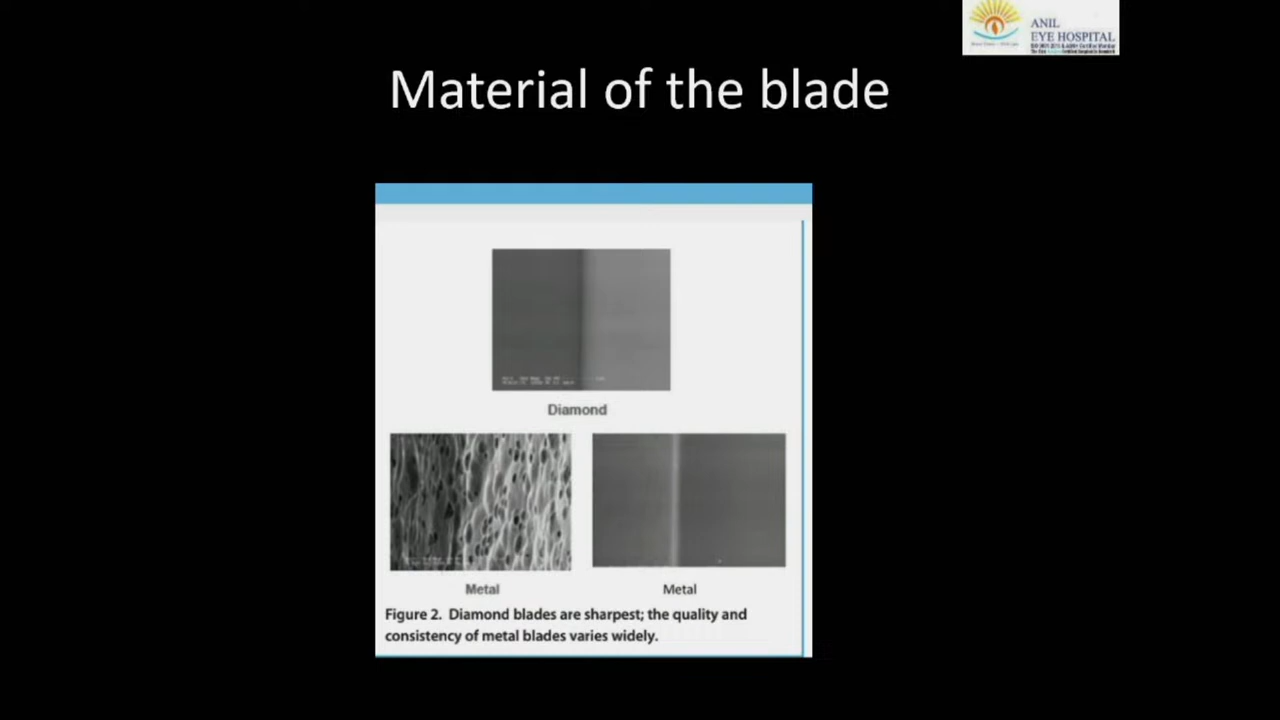 ANIL
EYE HOSPITAL
Material of the blade
Diamond
Metal
Metal
Figure 2. Diamond blades are sharpest; the quality and
consistency of metal blades varies widely.